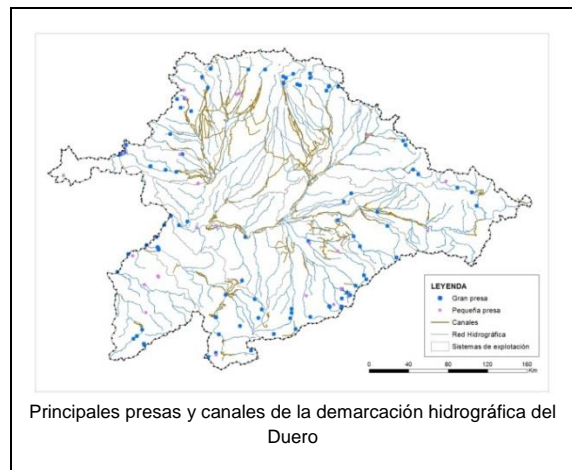 LEYENDA
Gran presa
Pequeña presa
Canales
Red Hidrográfica
Sistemas de explotación
0 40 80 120 160
Km
Principales presas y canales de la demarcación hidrográfica del
Duero